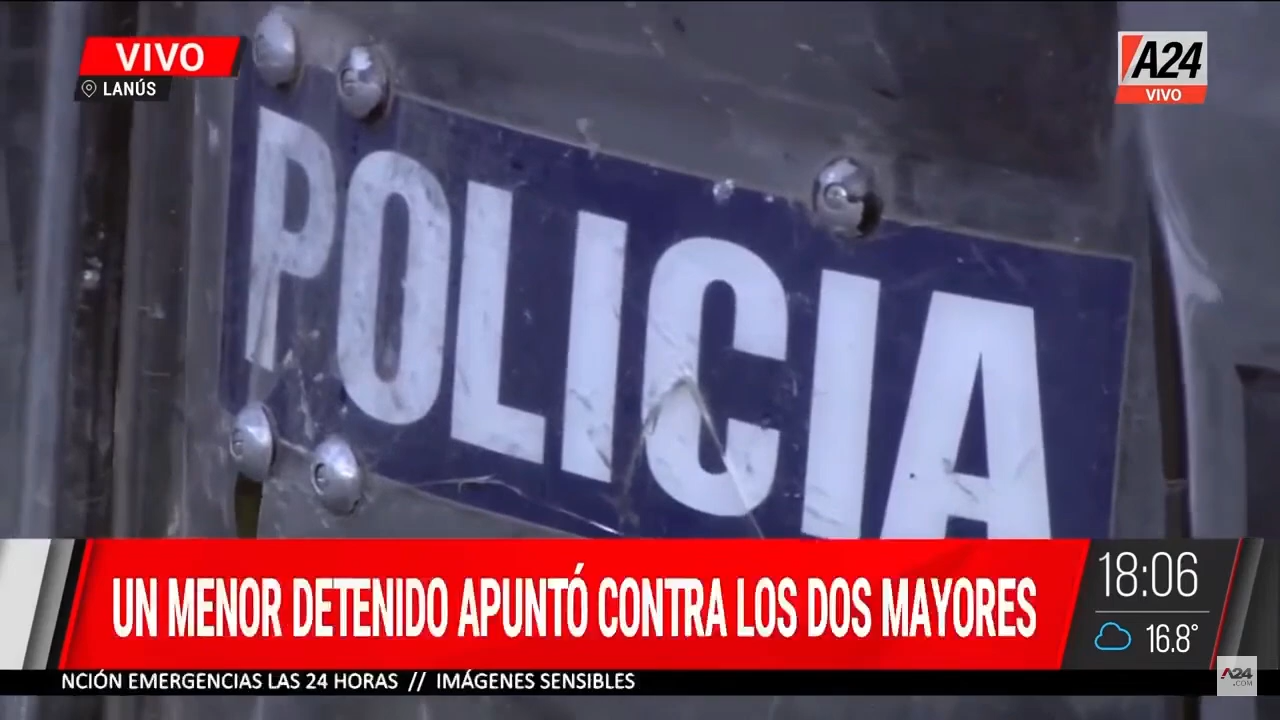 VIVO
LANÚS
A24
VIVO
POLICIA
UN MENOR DETENIDO APUNTÓ CONTRA LOS DOS MAYORES
18:06
16.8°
NCIÓN EMERGENCIAS LAS 24 HORAS // IMÁGENES SENSIBLES
A24
.COM